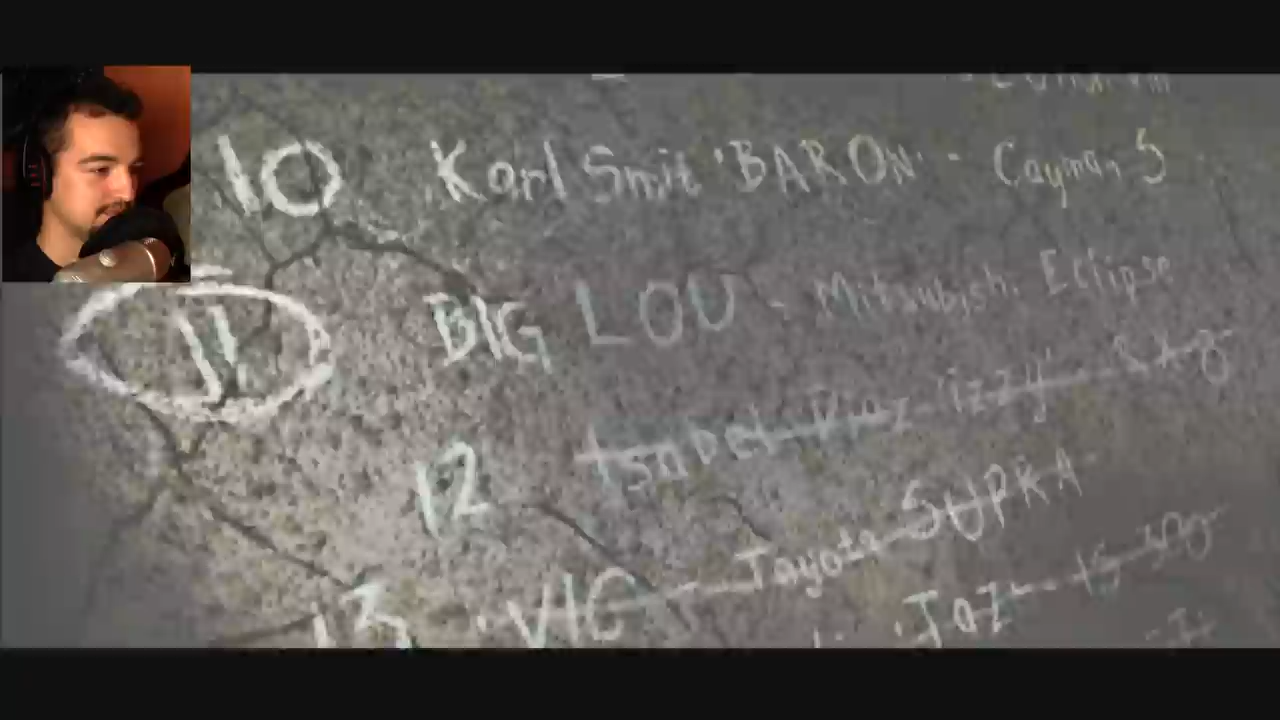 10 Karl Smit 'BARON' - Cayman S
11 BIG LOU - Mitsubishi Eclipse
12 Isabel Diaz 'izzy' - RX8
13 'VIC' - Toyota SUPRA
'Jaz' - IS 300